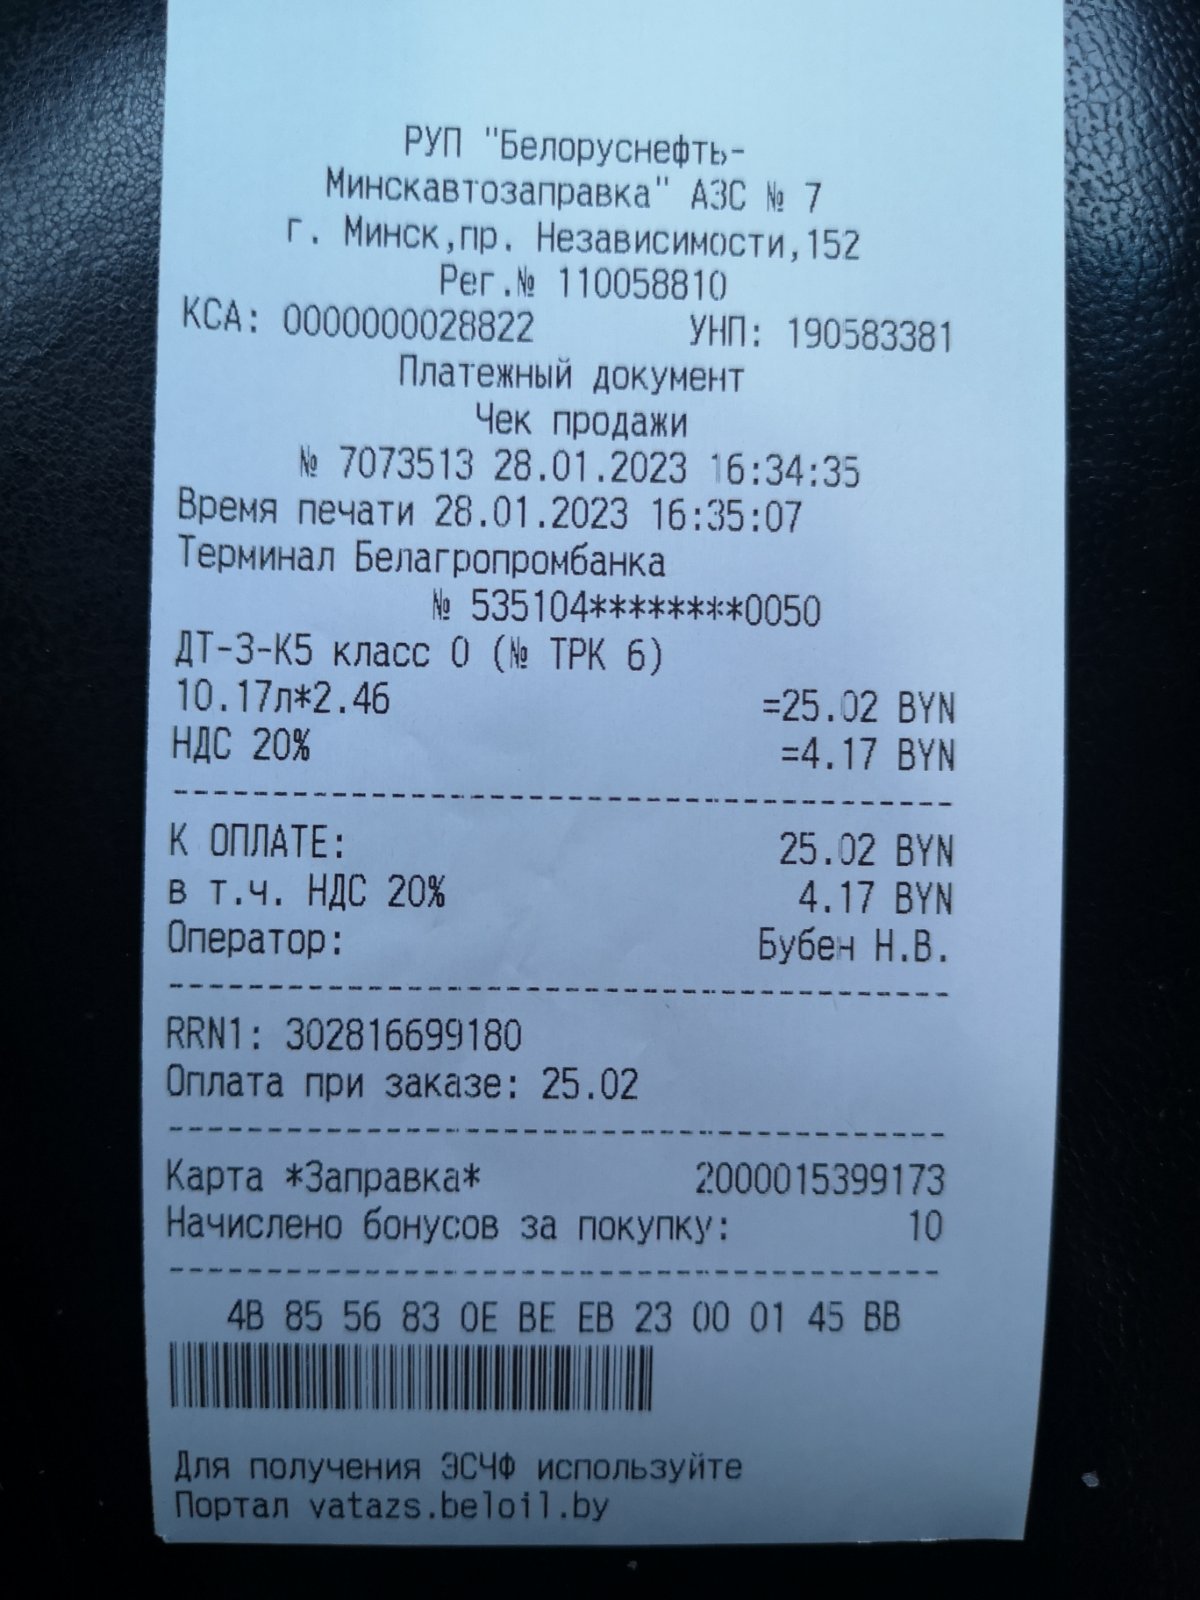 РУП "Белоруснефть-
Минскавтозаправка" АЗС № 7
г. Минск,пр. Независимости,152
Рег.№ 110058810
КСА: 0000000028822 УНП: 190583381
Платежный документ
Чек продажи
№ 7073513 28.01.2023 16:34:35
Время печати 28.01.2023 16:35:07
Терминал Белагропромбанка
№ 535104********0050
ДТ-З-К5 класс 0 (№ ТРК 6)
10.17л*2.46 =25.02 BYN
НДС 20% =4.17 BYN
К ОПЛАТЕ: 25.02 BYN
в т.ч. НДС 20% 4.17 BYN
Оператор: Бубен Н.В.
RRN1: 302816699180
Оплата при заказе: 25.02
Карта *Заправка* 2000015399173
Начислено бонусов за покупку: 10
4B 85 56 83 0E BE EB 23 00 01 45 BB
Для получения ЭСЧФ используйте
Портал vatazs.beloil.by